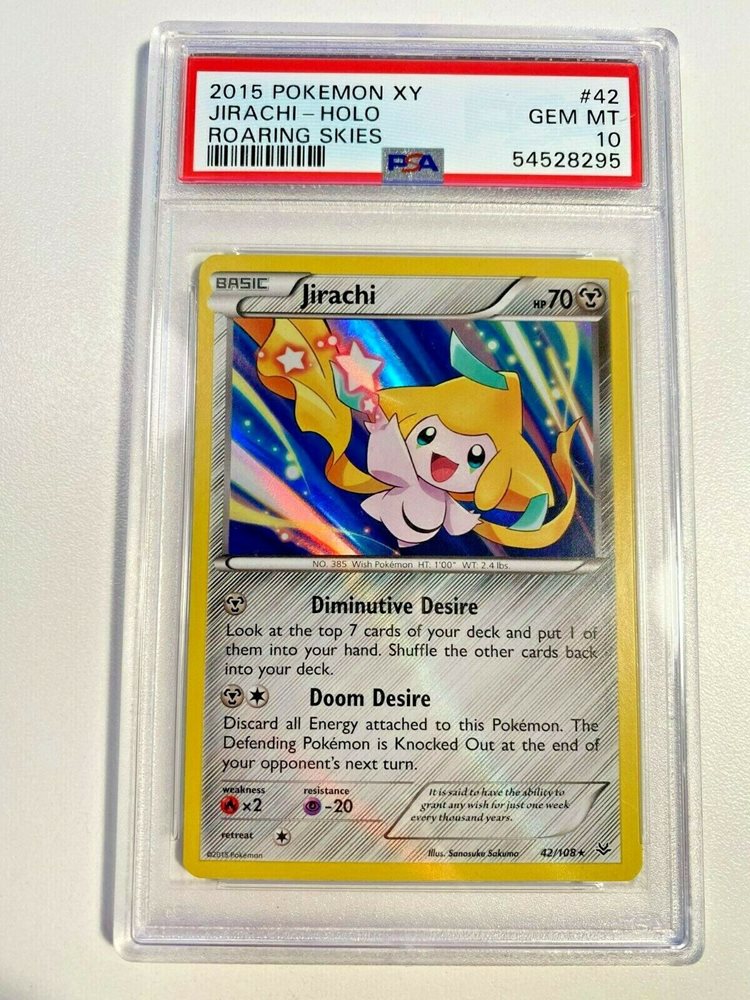 2015 POKEMON XY #42
JIRACHI - HOLO GEM MT
ROARING SKIES 10
PSA 54528295
BASIC Jirachi HP 70
NO. 385 Wish Pokémon HT: 1'00" WT: 2.4 lbs.
Diminutive Desire
Look at the top 7 cards of your deck and put 1 of
them into your hand. Shuffle the other cards back
into your deck.
Doom Desire
Discard all Energy attached to this Pokémon. The
Defending Pokémon is Knocked Out at the end of
your opponent's next turn.
weakness resistance
×2 -20
It is said to have the ability to
grant any wish for just one week
every thousand years.
retreat
©2015 Pokémon Illus. Sanosuke Sakuma 42/108★